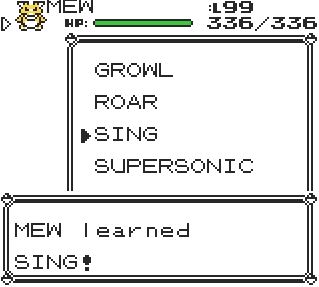 MEW :L99
HP: 336/336
GROWL
ROAR
SING
SUPERSONIC
MEW learned
SING!